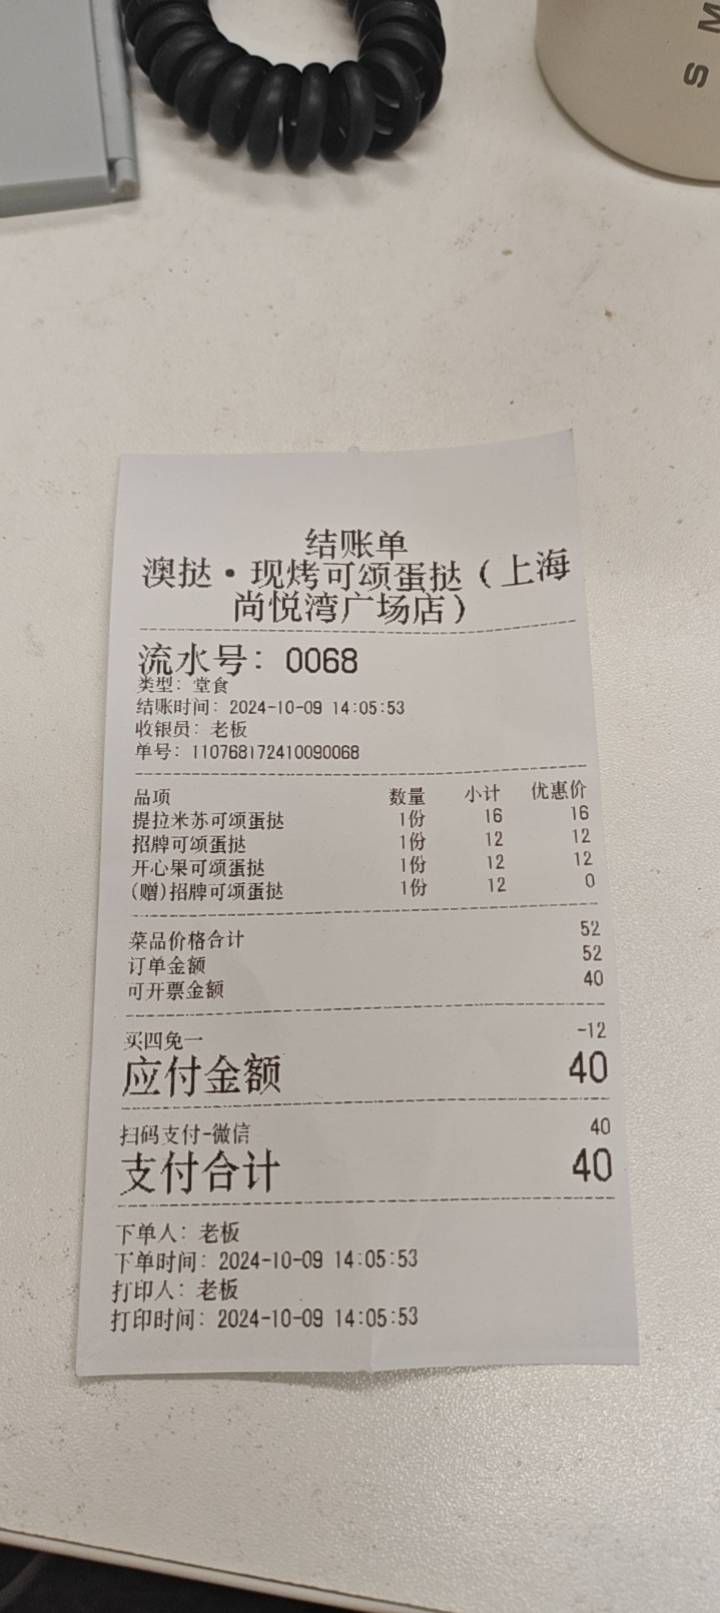 S M
结账单
澳挞·现烤可颂蛋挞（上海
尚悦湾广场店）
流水号：0068
类型：堂食
结账时间：2024-10-09 14:05:53
收银员：老板
单号：110768172410090068
品项 数量 小计 优惠价
提拉米苏可颂蛋挞 1份 16 16
招牌可颂蛋挞 1份 12 12
开心果可颂蛋挞 1份 12 12
(赠)招牌可颂蛋挞 1份 12 0
菜品价格合计 52
订单金额 52
可开票金额 40
买四免一 -12
应付金额 40
扫码支付-微信 40
支付合计 40
下单人：老板
下单时间：2024-10-09 14:05:53
打印人：老板
打印时间：2024-10-09 14:05:53